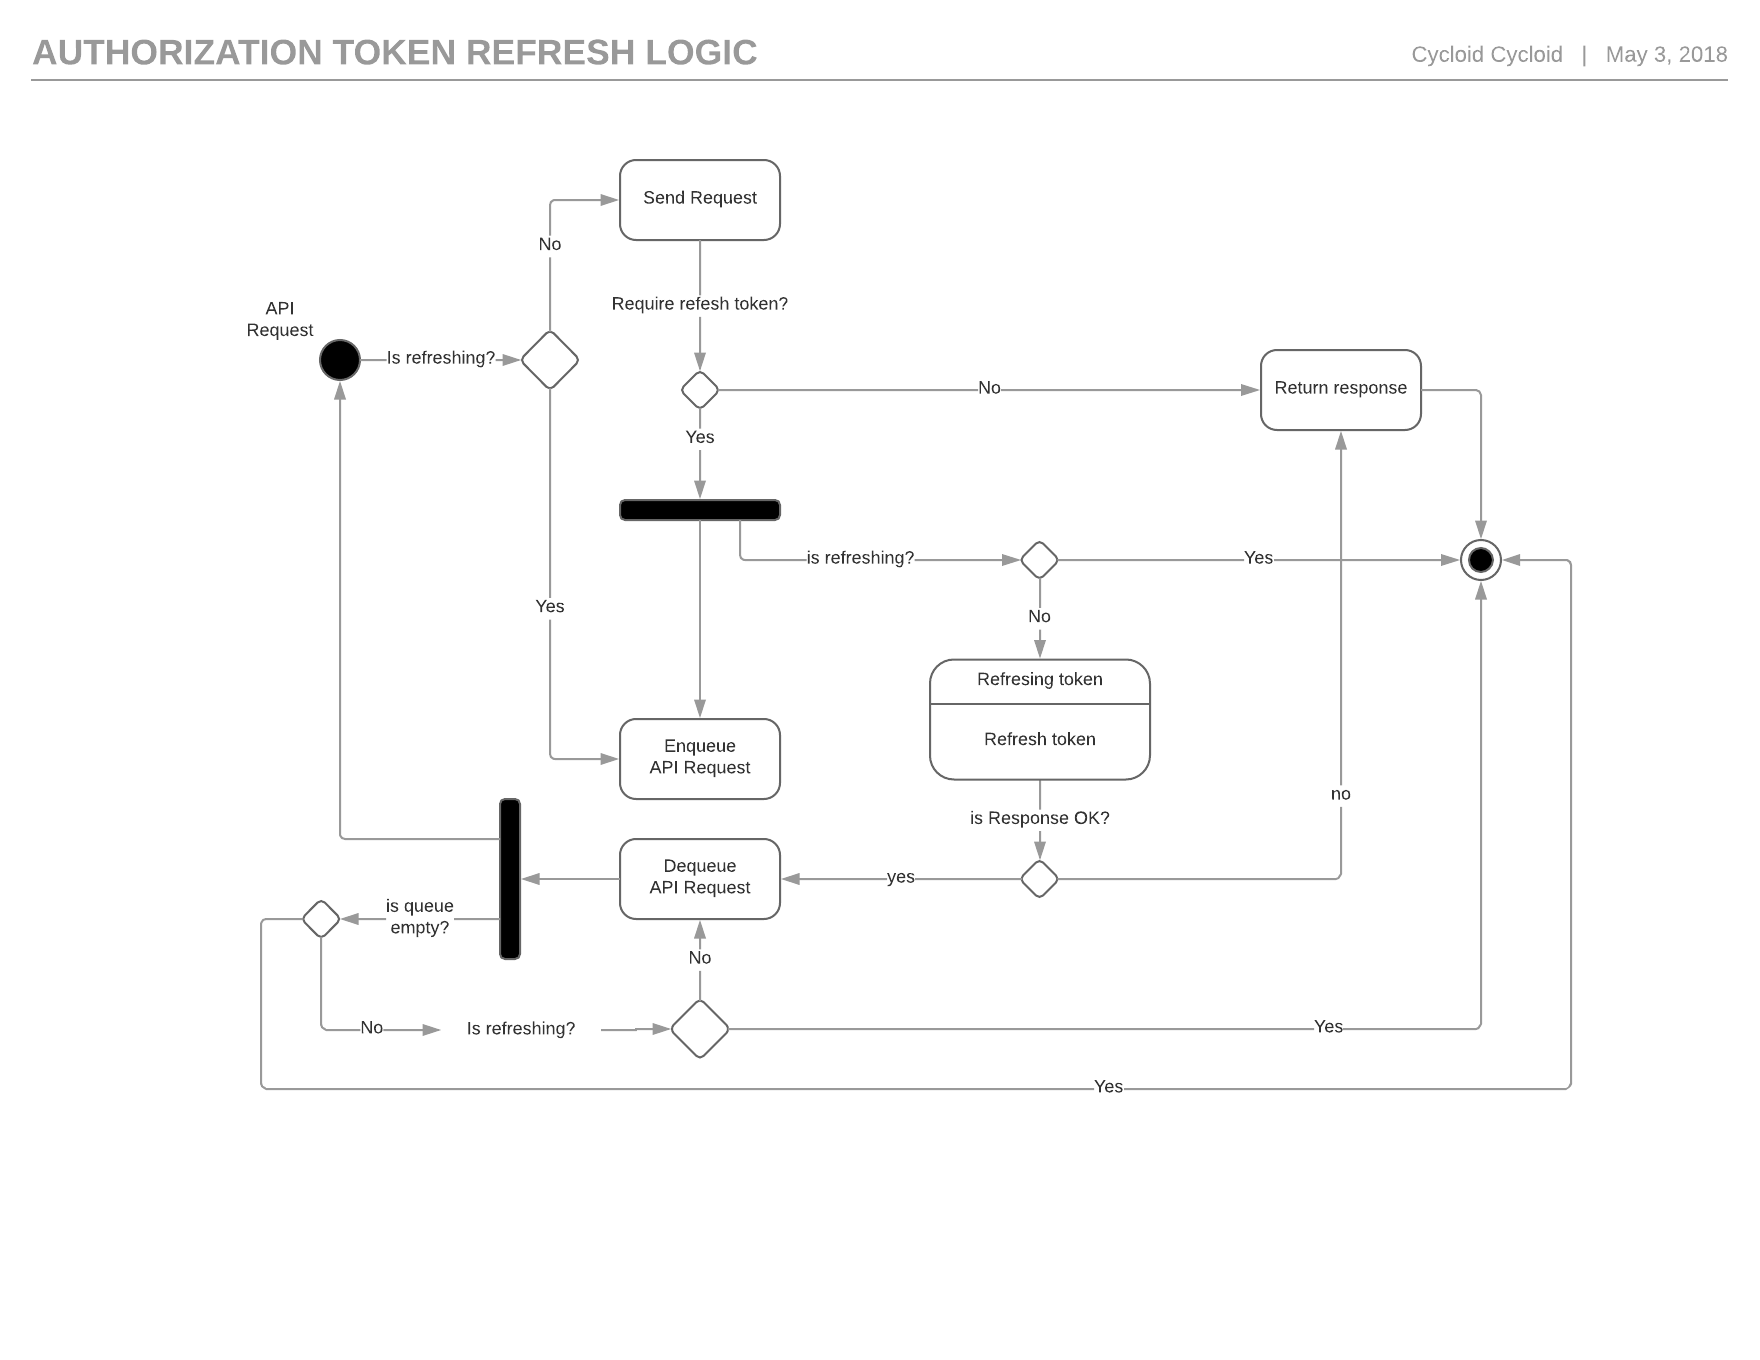 AUTHORIZATION TOKEN REFRESH LOGIC
Cycloid Cycloid | May 3, 2018
Send Request
No
API
Request
Require refesh token?
Is refreshing?
No
Return response
Yes
is refreshing?
Yes
Yes
No
Refresing token
Refresh token
Enqueue
API Request
no
is Response OK?
Dequeue
API Request
yes
is queue
empty?
No
No
Is refreshing?
Yes
Yes